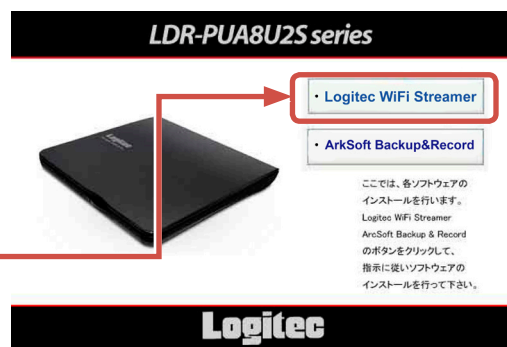 LDR-PUA8U2S series
Logitec
・Logitec WiFi Streamer
・ArkSoft Backup&Record
ここでは、各ソフトウェアの
インストールを行います。
Logitec WiFi Streamer
ArcSoft Backup & Record
のボタンをクリックして、
指示に従いソフトウェアの
インストールを行って下さい。
Logitec